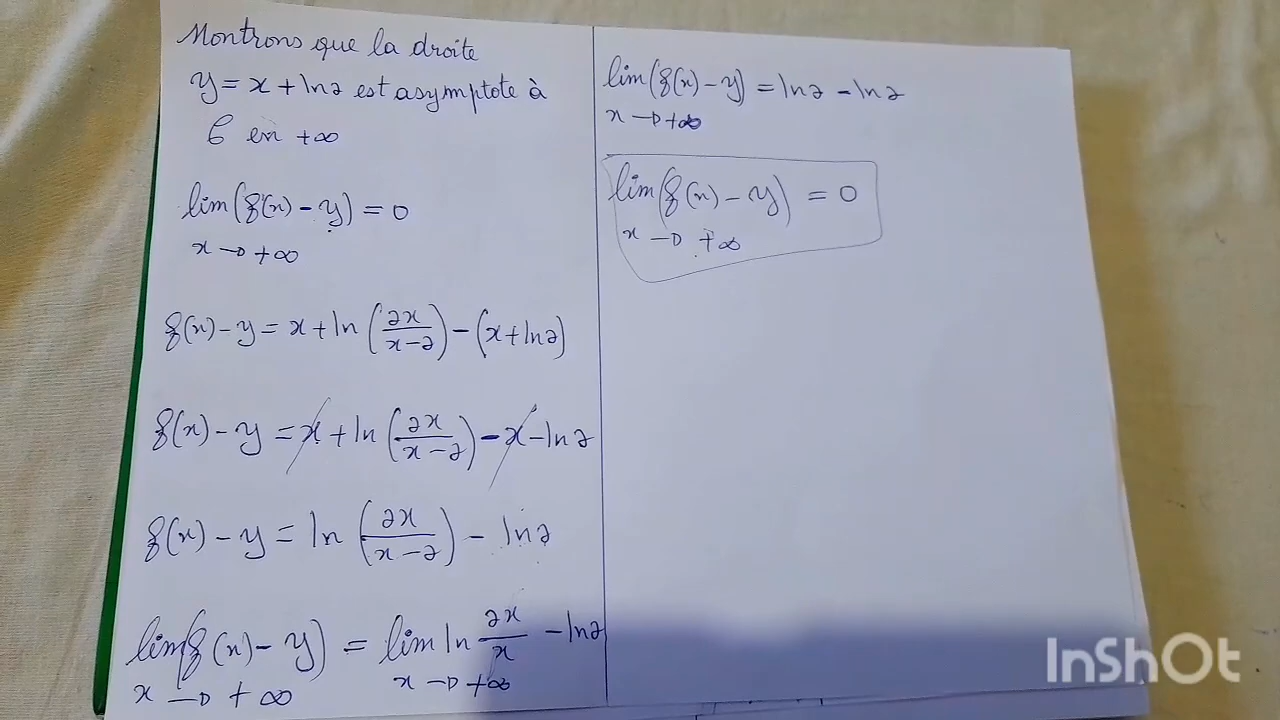 Montrons que la droite
y = x + ln2 est asymptote à
C en +∞
lim(f(x) - y) = 0
x → +∞
f(x) - y = x + ln(2x/(x-2)) - (x + ln2)
f(x) - y = x + ln(2x/(x-2)) - x - ln2
f(x) - y = ln(2x/(x-2)) - ln2
lim(f(x) - y) = lim ln 2x/x - ln2
x → +∞ x → +∞
lim(f(x) - y) = ln2 - ln2
x → +∞
lim(f(x) - y) = 0
x → +∞
InShOt